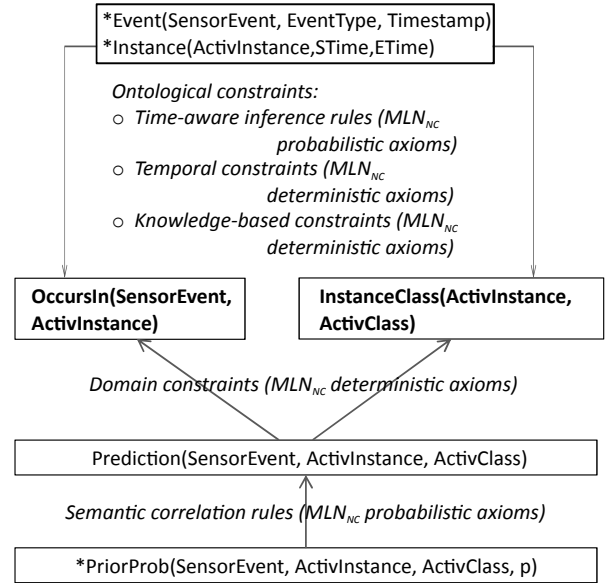 *Event(SensorEvent, EventType, Timestamp)
*Instance(ActivInstance,STime,ETime)
Ontological constraints:
○ Time-aware inference rules (MLN_NC
probabilistic axioms)
○ Temporal constraints (MLN_NC
deterministic axioms)
○ Knowledge-based constraints (MLN_NC
deterministic axioms)
OccursIn(SensorEvent,
ActivInstance)
InstanceClass(ActivInstance,
ActivClass)
Domain constraints (MLN_NC deterministic axioms)
Prediction(SensorEvent, ActivInstance, ActivClass)
Semantic correlation rules (MLN_NC probabilistic axioms)
*PriorProb(SensorEvent, ActivInstance, ActivClass, p)